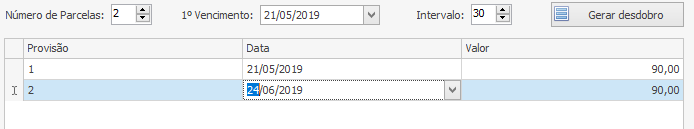 Número de Parcelas: 2 1º Vencimento: 21/05/2019 Intervalo: 30 Gerar desdobro
Provisão Data Valor
1 21/05/2019 90,00
2 24/06/2019 90,00